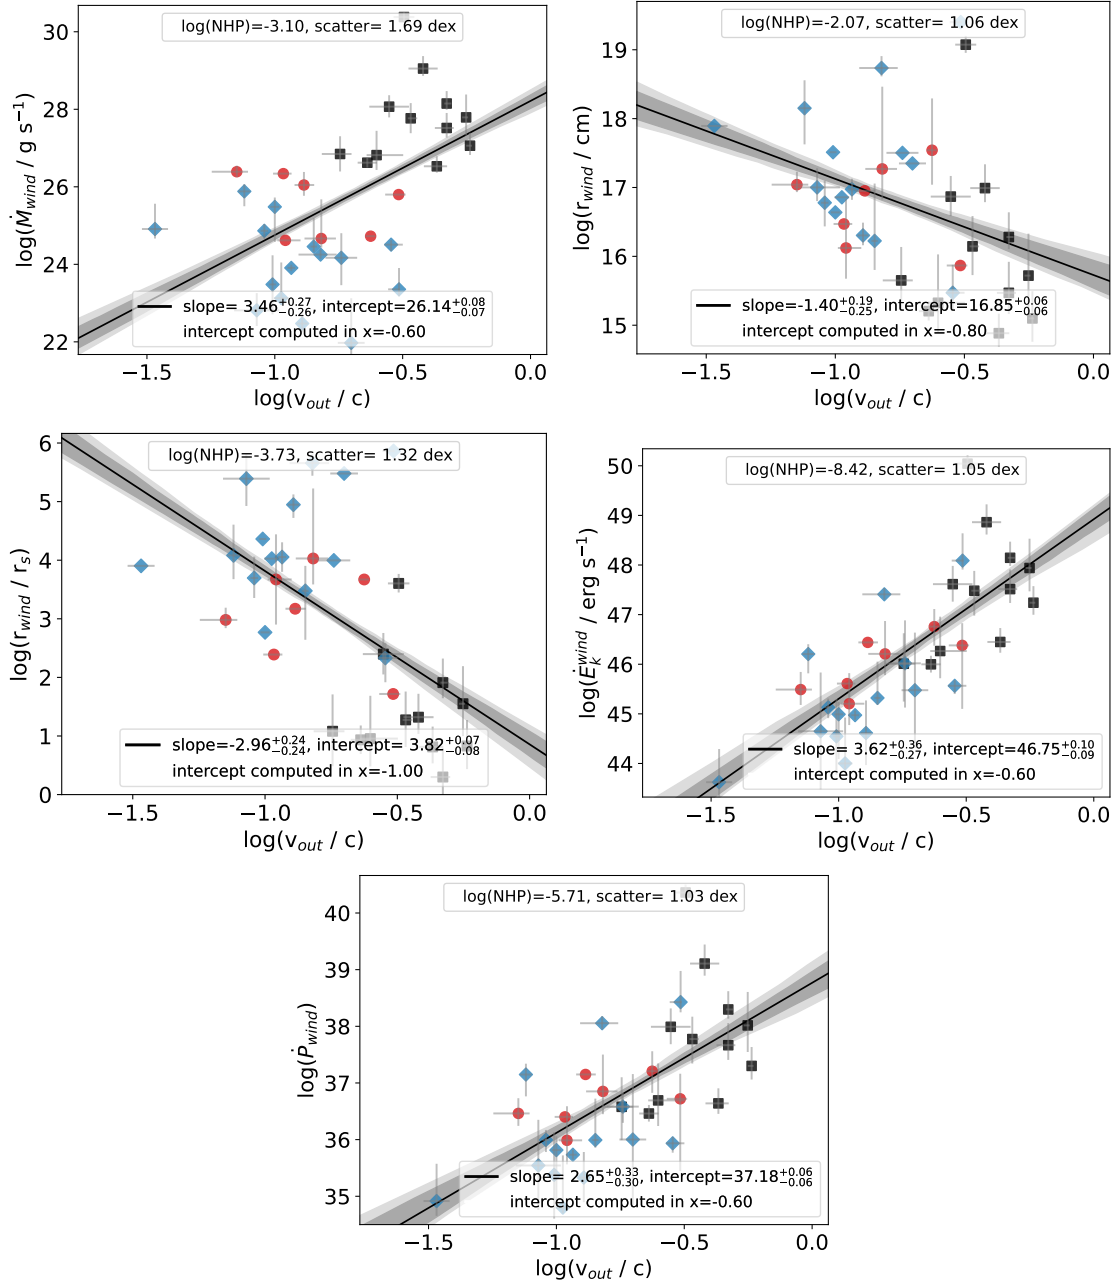 log(NHP)=-3.10, scatter= 1.69 dex
30
28
26
24
22
log(Ṁ_wind / g s⁻¹)
slope= 3.46 +0.27 −0.26, intercept=26.14 +0.08 −0.07
intercept computed in x=-0.60
−1.5 −1.0 −0.5 0.0
log(v_out / c)
log(NHP)=-2.07, scatter= 1.06 dex
19
18
17
16
15
log(r_wind / cm)
slope=-1.40 +0.19 −0.25, intercept=16.85 +0.06 −0.06
intercept computed in x=-0.80
−1.5 −1.0 −0.5 0.0
log(v_out / c)
log(NHP)=-3.73, scatter= 1.32 dex
6
5
4
3
2
1
0
log(r_wind / r_s)
slope=-2.96 +0.24 −0.24, intercept= 3.82 +0.07 −0.08
intercept computed in x=-1.00
−1.5 −1.0 −0.5 0.0
log(v_out / c)
log(NHP)=-8.42, scatter= 1.05 dex
50
49
48
47
46
45
44
log(Ė_k^wind / erg s⁻¹)
slope= 3.62 +0.36 −0.27, intercept=46.75 +0.10 −0.09
intercept computed in x=-0.60
−1.5 −1.0 −0.5 0.0
log(v_out / c)
log(NHP)=-5.71, scatter= 1.03 dex
40
39
38
37
36
35
log(Ṗ_wind)
slope= 2.65 +0.33 −0.30, intercept=37.18 +0.06 −0.06
intercept computed in x=-0.60
−1.5 −1.0 −0.5 0.0
log(v_out / c)